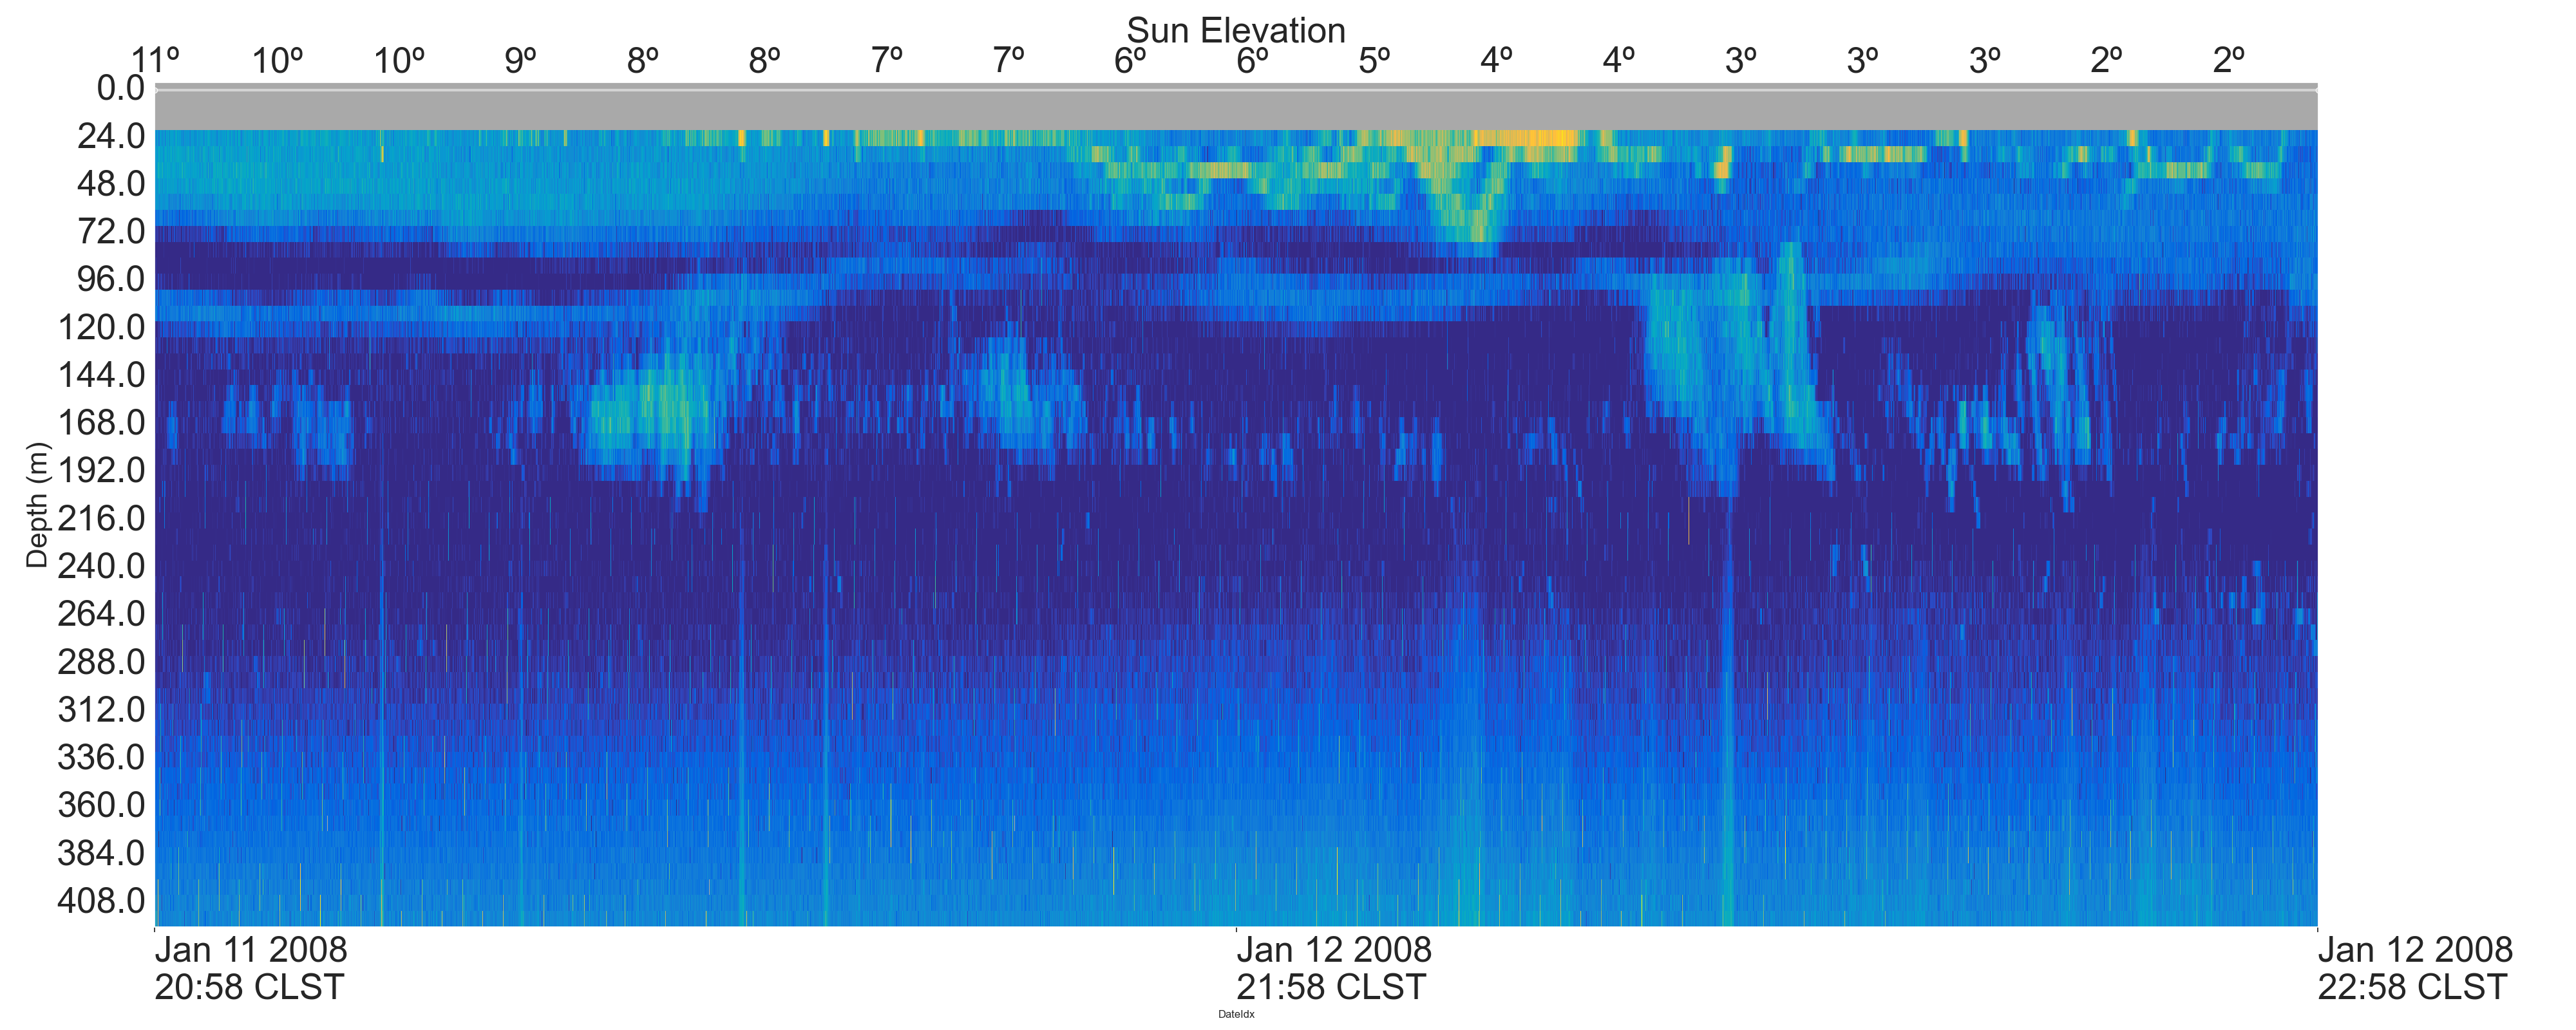 Sun Elevation
11º 10º 10º 9º 8º 8º 7º 7º 6º 6º 5º 4º 4º 3º 3º 3º 2º 2º
0.0
24.0
48.0
72.0
96.0
120.0
144.0
168.0
192.0
216.0
240.0
264.0
288.0
312.0
336.0
360.0
384.0
408.0
Depth (m)
Jan 11 2008
20:58 CLST
Jan 12 2008
21:58 CLST
Jan 12 2008
22:58 CLST
DateIdx